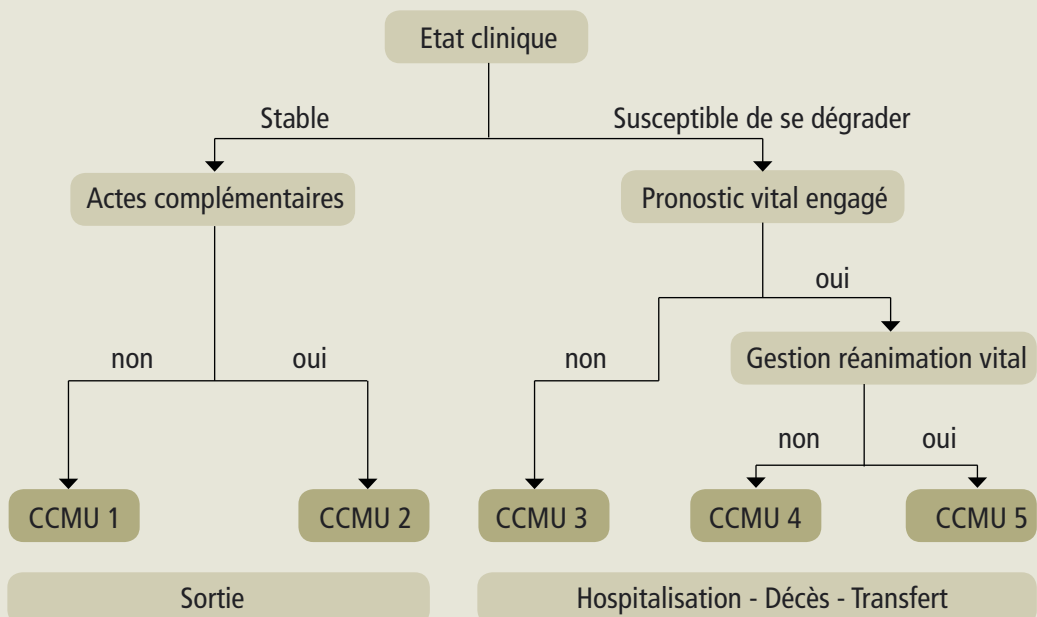 Etat clinique
Stable
Susceptible de se dégrader
Actes complémentaires
Pronostic vital engagé
oui
non
oui
non
Gestion réanimation vital
non
oui
CCMU 1
CCMU 2
CCMU 3
CCMU 4
CCMU 5
Sortie
Hospitalisation - Décès - Transfert